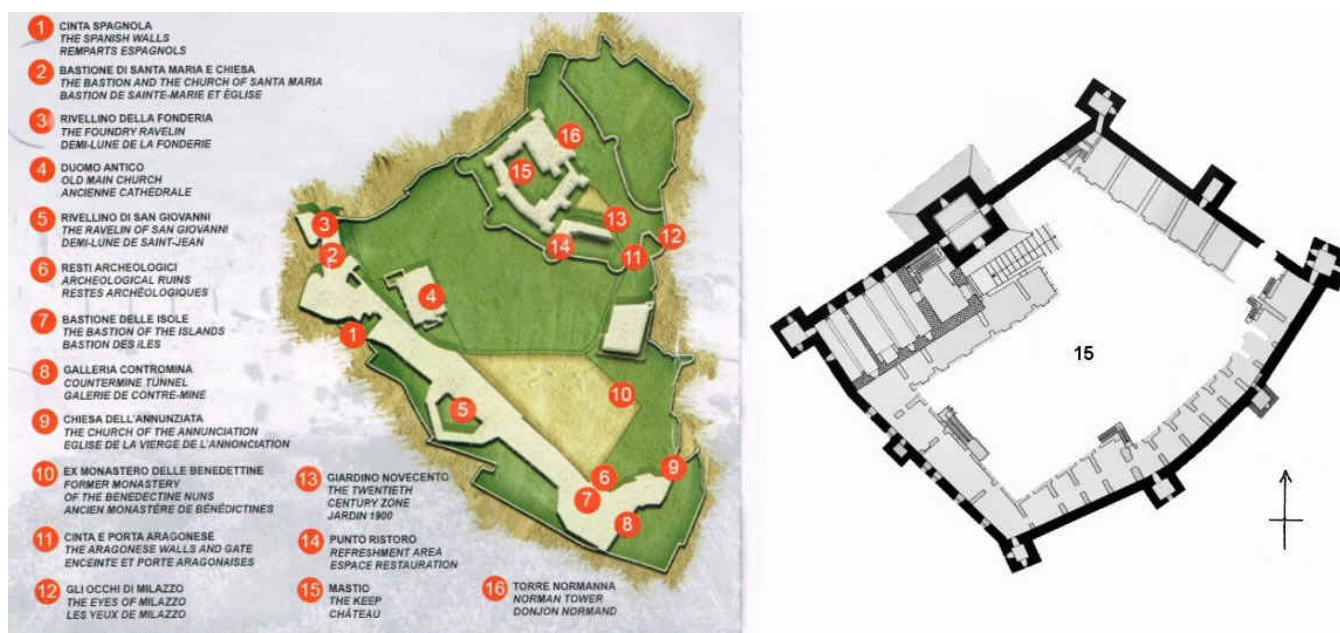 1 CINTA SPAGNOLA
THE SPANISH WALLS
REMPARTS ESPAGNOLS
2 BASTIONE DI SANTA MARIA E CHIESA
THE BASTION AND THE CHURCH OF SANTA MARIA
BASTION DE SAINTE-MARIE ET ÉGLISE
3 RIVELLINO DELLA FONDERIA
THE FOUNDRY RAVELIN
DEMI-LUNE DE LA FONDERIE
4 DUOMO ANTICO
OLD MAIN CHURCH
ANCIENNE CATHÉDRALE
5 RIVELLINO DI SAN GIOVANNI
THE RAVELIN OF SAN GIOVANNI
DEMI-LUNE DE SAINT-JEAN
6 RESTI ARCHEOLOGICI
ARCHEOLOGICAL RUINS
RESTES ARCHÉOLOGIQUES
7 BASTIONE DELLE ISOLE
THE BASTION OF THE ISLANDS
BASTION DES ILES
8 GALLERIA CONTROMINA
COUNTERMINE TUNNEL
GALERIE DE CONTRE-MINE
9 CHIESA DELL'ANNUNZIATA
THE CHURCH OF THE ANNUNCIATION
EGLISE DE LA VIERGE DE L'ANNONCIATION
10 EX MONASTERO DELLE BENEDETTINE
FORMER MONASTERY
OF THE BENEDECTINE NUNS
ANCIEN MONASTÉRE DE BÉNÉDICTINES
11 CINTA E PORTA ARAGONESE
THE ARAGONESE WALLS AND GATE
ENCEINTE ET PORTE ARAGONAISES
12 GLI OCCHI DI MILAZZO
THE EYES OF MILAZZO
LES YEUX DE MILAZZO
13 GIARDINO NOVECENTO
THE TWENTIETH
CENTURY ZONE
JARDIN 1900
14 PUNTO RISTORO
REFRESHMENT AREA
ESPACE RESTAURATION
15 MASTIO
THE KEEP
CHÂTEAU
16 TORRE NORMANNA
NORMAN TOWER
DONJON NORMAND
16
15
13
3
12
14
11
2
4
1
10
5
9
6
7
8
15